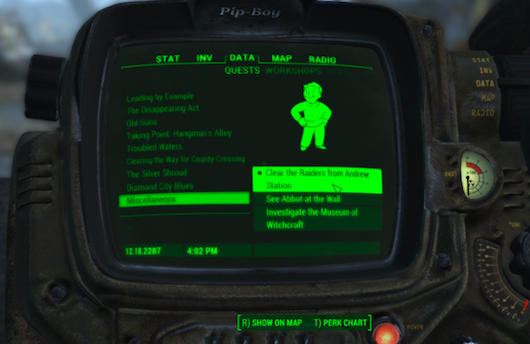 Pip-Boy
STAT INV DATA MAP RADIO
QUESTS WORKSHOPS
Leading by Example
The Disappearing Act
Old Guns
Taking Point: Hangman's Alley
Troubled Waters
Clearing the Way for County Crossing
The Silver Shroud
Diamond City Blues
Miscellaneous
Clear the Raiders from Andrew
Station
See Abbot at the Wall
Investigate the Museum of
Witchcraft
12.18.2287 4:02 PM
STAT
INV
DATA
MAP
RADIO
R) SHOW ON MAP T) PERK CHART
POWER
TUNE